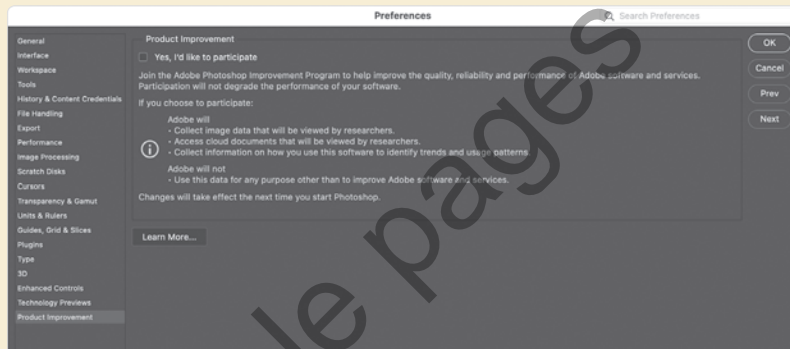 Preferences
Search Preferences
General
Interface
Workspace
Tools
History & Content Credentials
File Handling
Export
Performance
Image Processing
Scratch Disks
Cursors
Transparency & Gamut
Units & Rulers
Guides, Grid & Slices
Plugins
Type
3D
Enhanced Controls
Technology Previews
Product Improvement
Product Improvement
Yes, I'd like to participate
Join the Adobe Photoshop Improvement Program to help improve the quality, reliability and performance of Adobe software and services.
Participation will not degrade the performance of your software.
If you choose to participate:
Adobe will
- Collect image data that will be viewed by researchers.
- Access cloud documents that will be viewed by researchers.
- Collect information on how you use this software to identify trends and usage patterns.
Adobe will not
- Use this data for any purpose other than to improve Adobe software and services.
Changes will take effect the next time you start Photoshop.
Learn More...
OK
Cancel
Prev
Next
pages